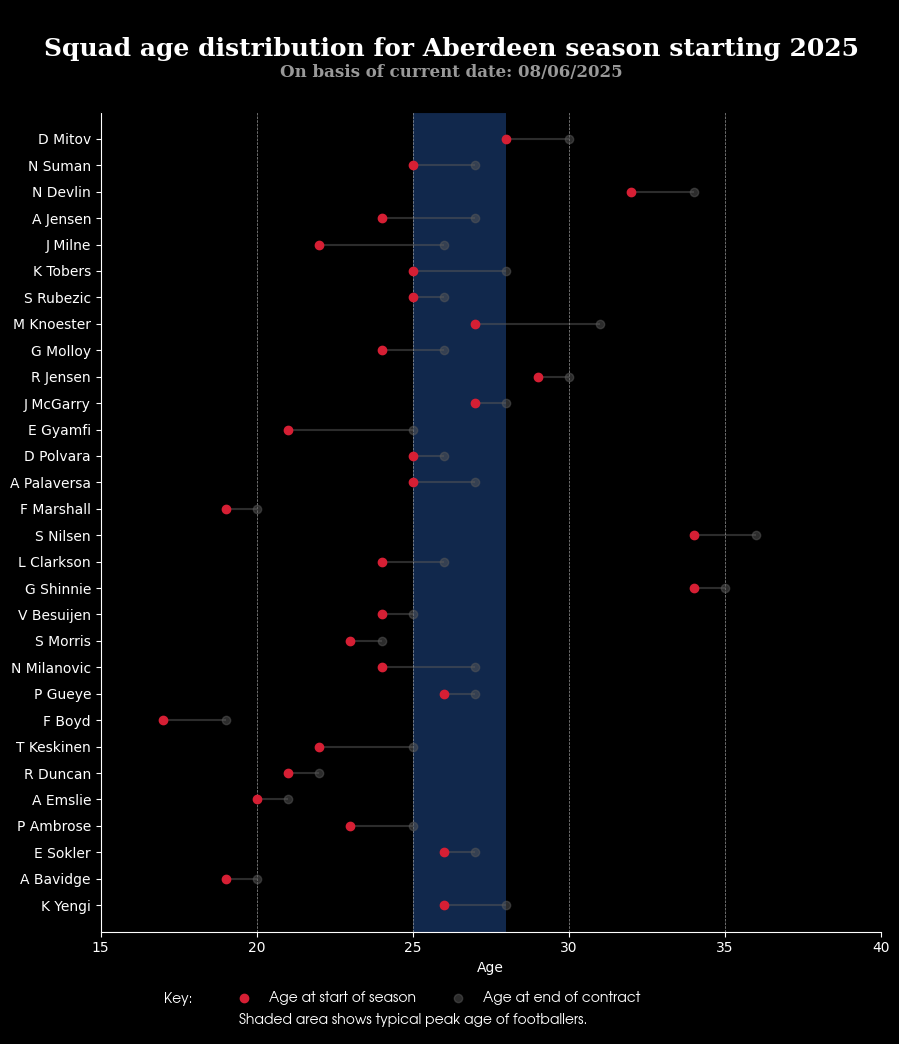 Squad age distribution for Aberdeen season starting 2025
On basis of current date: 08/06/2025
D Mitov
N Suman
N Devlin
A Jensen
J Milne
K Tobers
S Rubezic
M Knoester
G Molloy
R Jensen
J McGarry
E Gyamfi
D Polvara
A Palaversa
F Marshall
S Nilsen
L Clarkson
G Shinnie
V Besuijen
S Morris
N Milanovic
P Gueye
F Boyd
T Keskinen
R Duncan
A Emslie
P Ambrose
E Sokler
A Bavidge
K Yengi
15 20 25 30 35 40
Age
Key: Age at start of season Age at end of contract
Shaded area shows typical peak age of footballers.